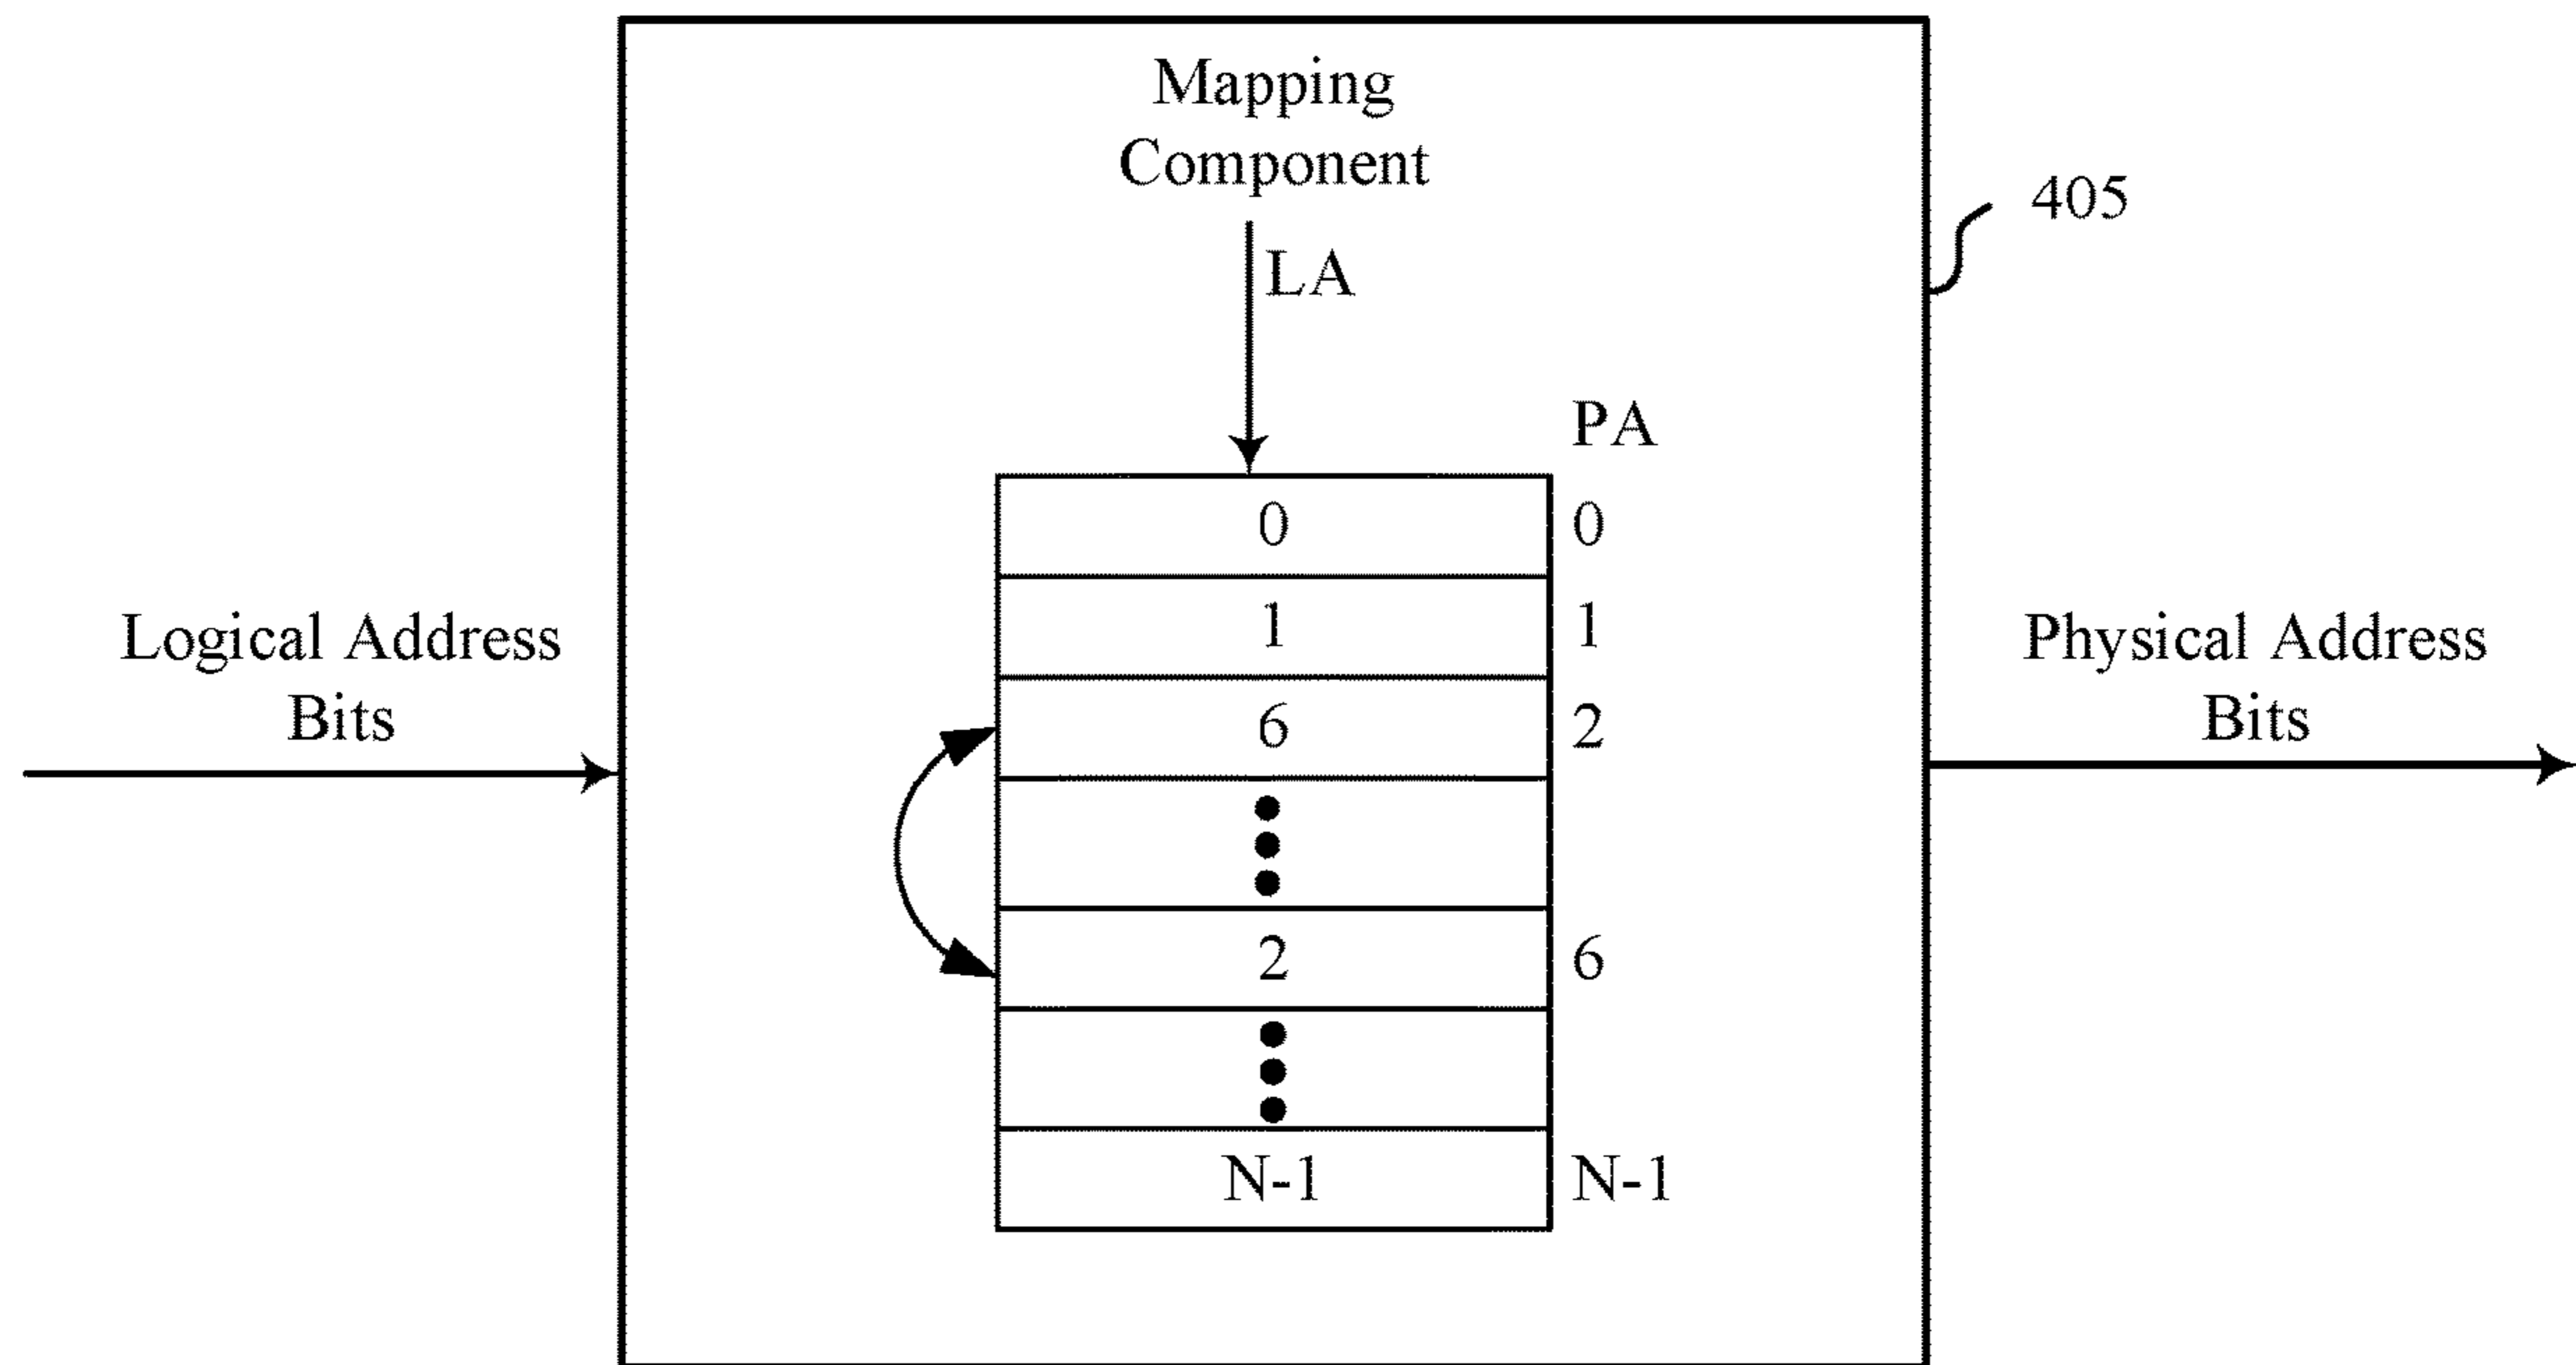 Mapping
Component
405
LA
PA
0 0
1 1
Logical Address
Bits
6 2
Physical Address
Bits
2 6
N-1 N-1